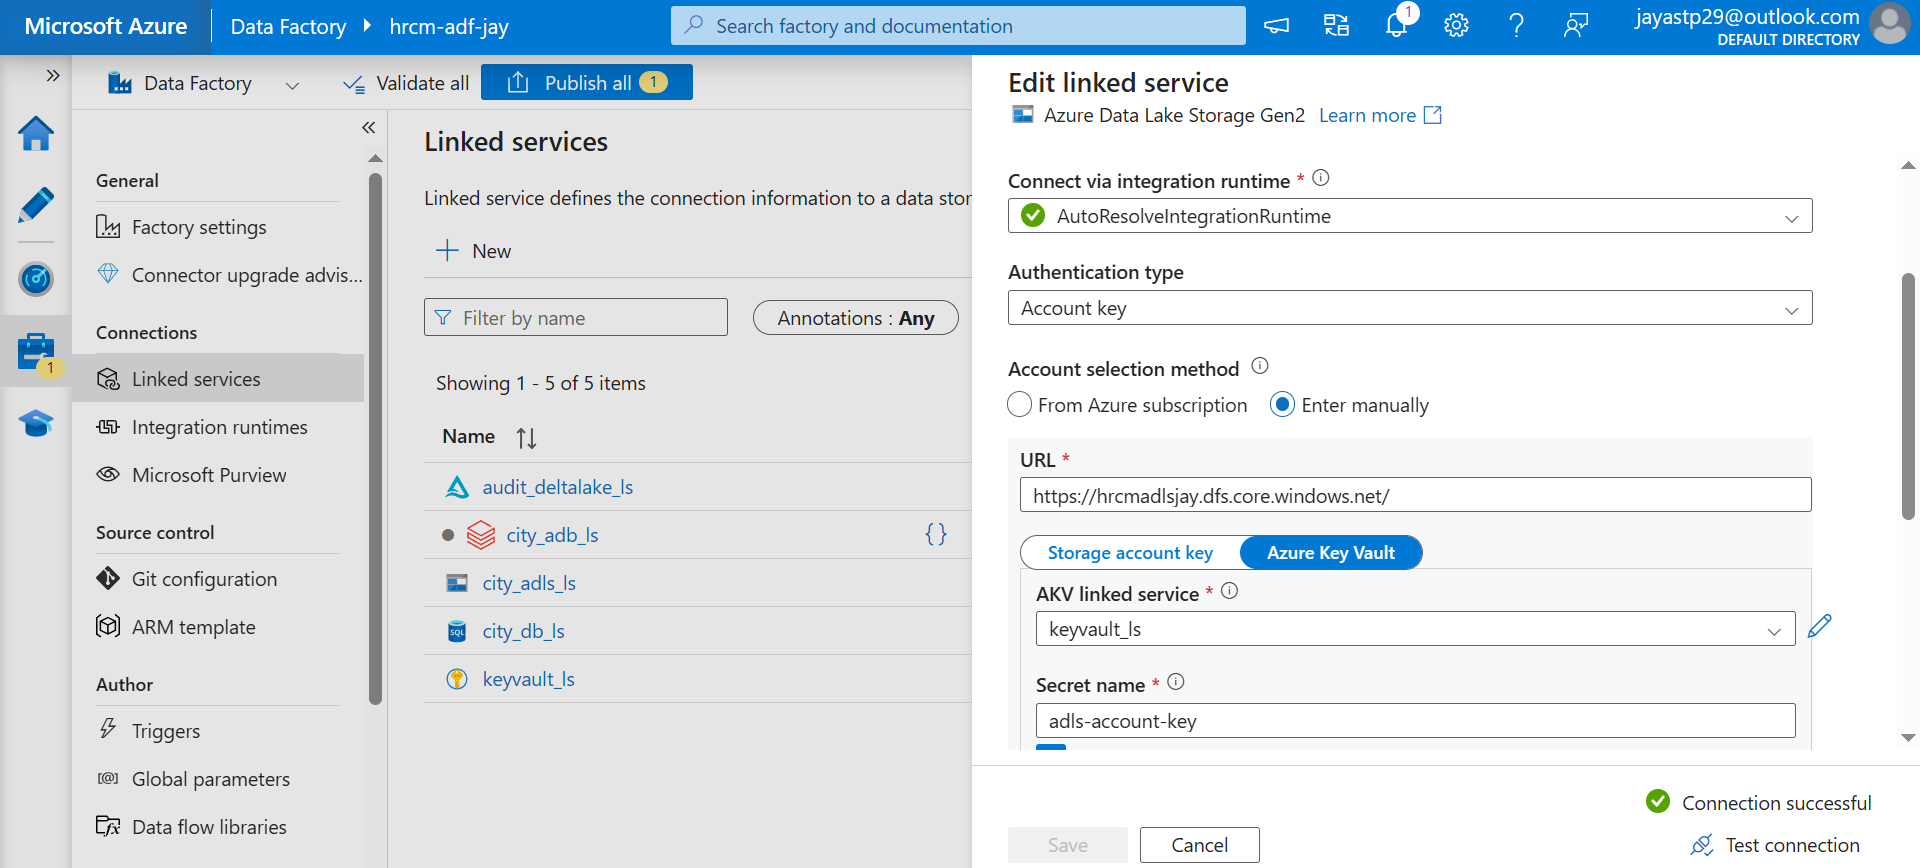 Microsoft Azure
Data Factory
hrcm-adf-jay
Search factory and documentation
1
jayastp29@outlook.com
DEFAULT DIRECTORY
Data Factory
Validate all
Publish all 1
1
General
Factory settings
Connector upgrade advis...
Connections
Linked services
Integration runtimes
Microsoft Purview
Source control
Git configuration
ARM template
Author
Triggers
Global parameters
Data flow libraries
Linked services
Linked service defines the connection information to a data stor
New
Filter by name
Annotations : Any
Showing 1 - 5 of 5 items
Name
audit_deltalake_ls
city_adb_ls
{}
city_adls_ls
SQL
city_db_ls
keyvault_ls
Edit linked service
Azure Data Lake Storage Gen2 Learn more
Connect via integration runtime *
AutoResolveIntegrationRuntime
Authentication type
Account key
Account selection method
From Azure subscription
Enter manually
URL *
https://hrcmadlsjay.dfs.core.windows.net/
Storage account key
Azure Key Vault
AKV linked service *
keyvault_ls
Secret name *
adls-account-key
Connection successful
Save
Cancel
Test connection